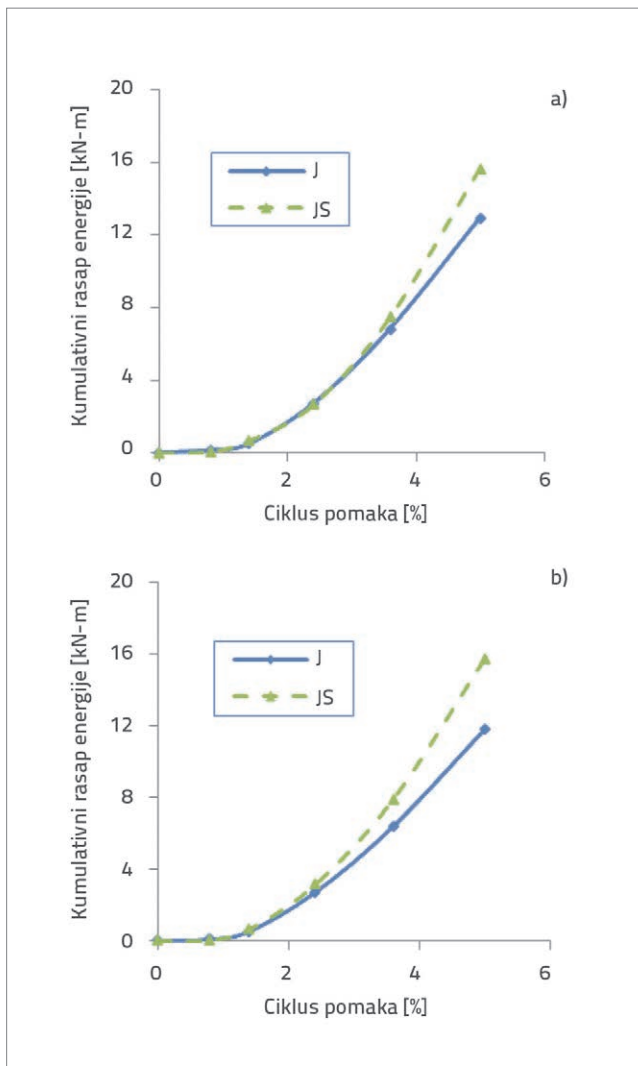 a)
Kumulativni rasap energije [kN-m]
20
16
12
8
4
0
J
JS
0 2 4 6
Ciklus pomaka [%]
b)
Kumulativni rasap energije [kN-m]
20
16
12
8
4
0
J
JS
0 2 4 6
Ciklus pomaka [%]